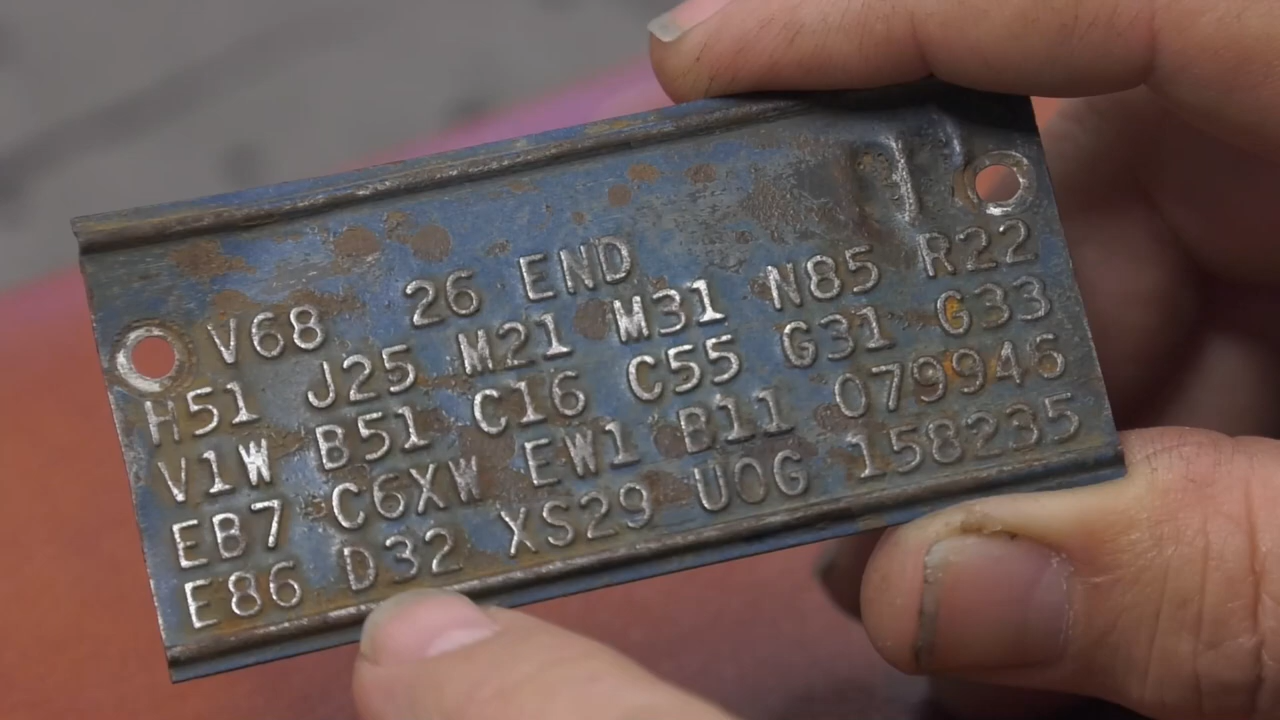 V68 26 END
H51 J25 M21 M31 N85 R22
V1W B51 C16 C55 G31 G33
EB7 C6XW EW1 B11 079946
E86 D32 XS29 UOG 158235